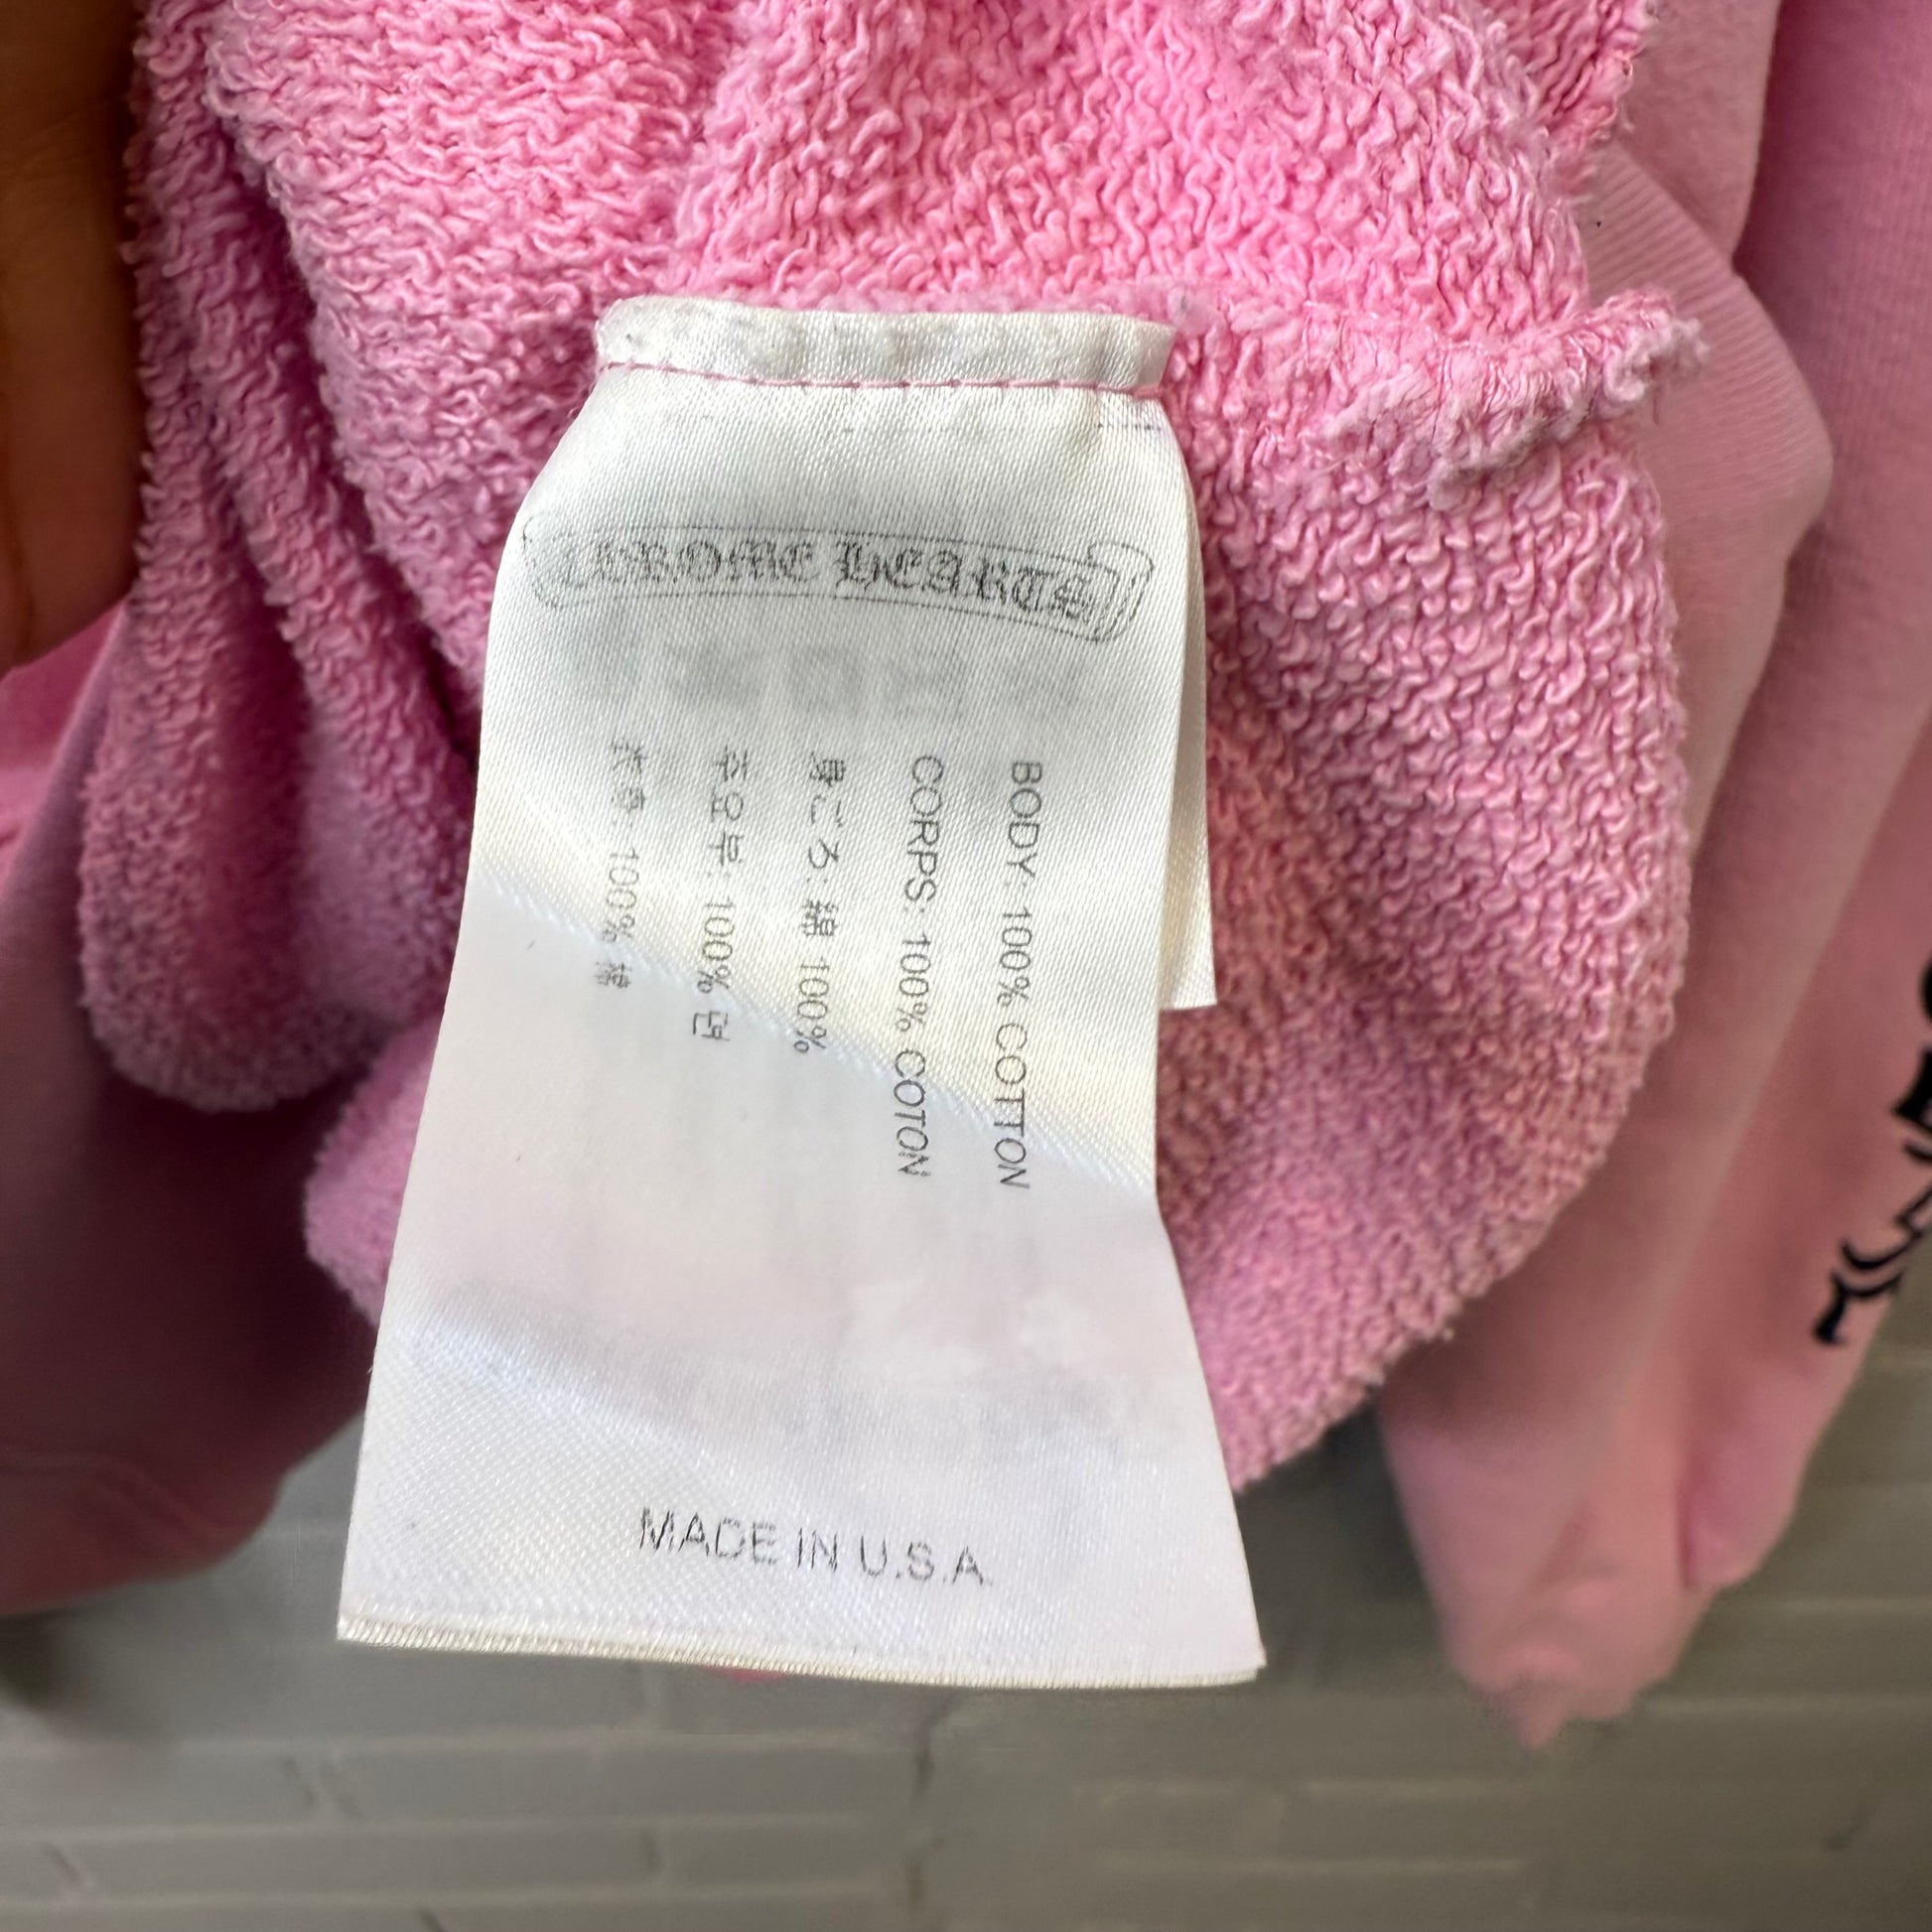 CHROME HEARTS
BODY: 100% COTTON
CORPS: 100% COTON
身ごろ: 綿 100%
주요부: 100% 면
衣身: 100% 棉
MADE IN U.S.A.